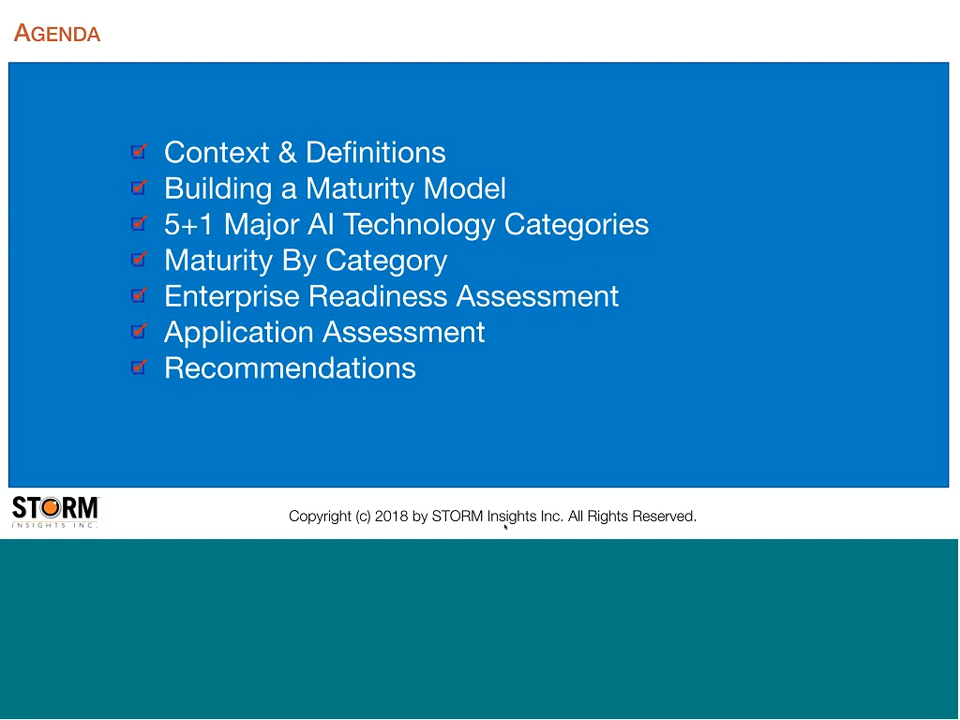 AGENDA
Context & Definitions
Building a Maturity Model
5+1 Major AI Technology Categories
Maturity By Category
Enterprise Readiness Assessment
Application Assessment
Recommendations
STORM
INSIGHTS INC.
Copyright (c) 2018 by STORM Insights Inc. All Rights Reserved.